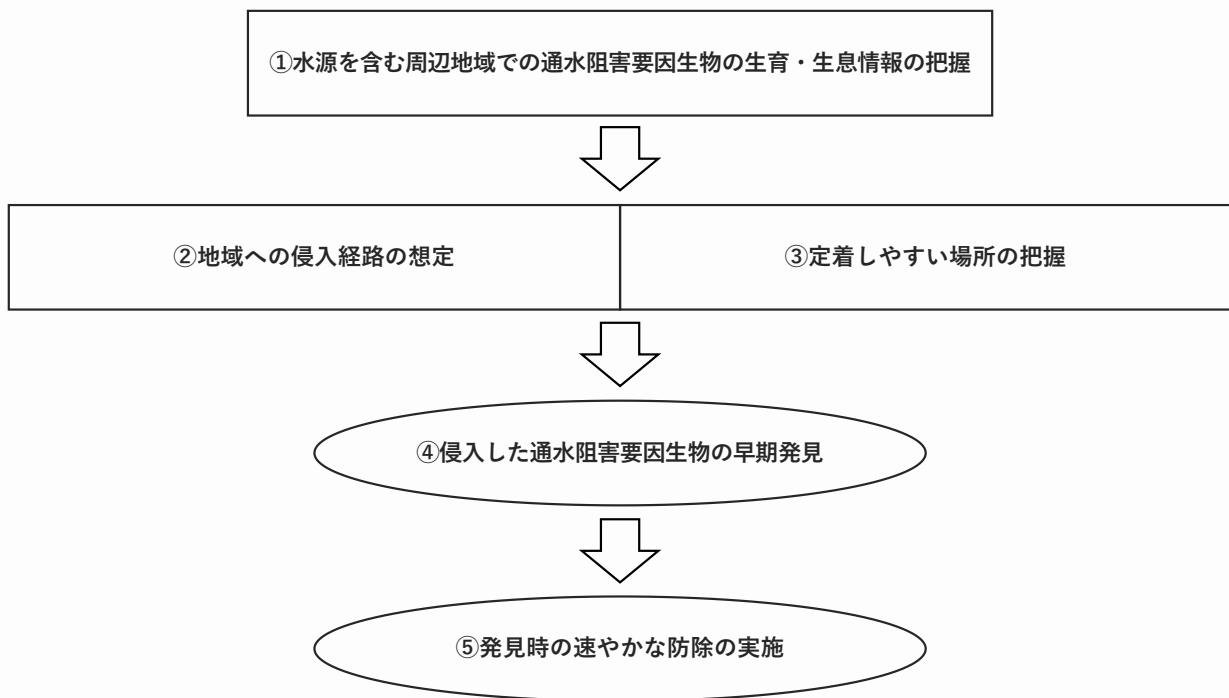 ①水源を含む周辺地域での通水阻害要因生物の生育・生息情報の把握
②地域への侵入経路の想定
③定着しやすい場所の把握
④侵入した通水阻害要因生物の早期発見
⑤発見時の速やかな防除の実施